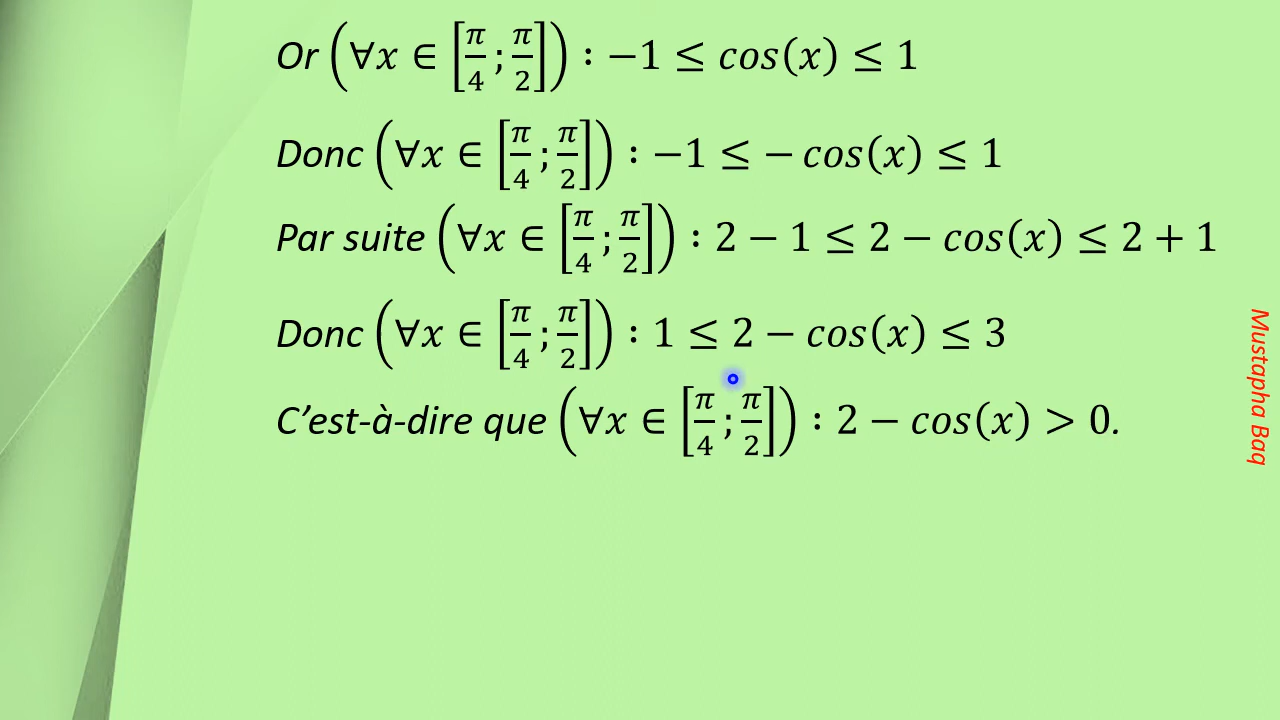 Or (∀x ∈ [π/4 ; π/2]) : −1 ≤ cos(x) ≤ 1
Donc (∀x ∈ [π/4 ; π/2]) : −1 ≤ − cos(x) ≤ 1
Par suite (∀x ∈ [π/4 ; π/2]) : 2 − 1 ≤ 2 − cos(x) ≤ 2 + 1
Donc (∀x ∈ [π/4 ; π/2]) : 1 ≤ 2 − cos(x) ≤ 3
C’est-à-dire que (∀x ∈ [π/4 ; π/2]) : 2 − cos(x) > 0.
Mustapha Baq